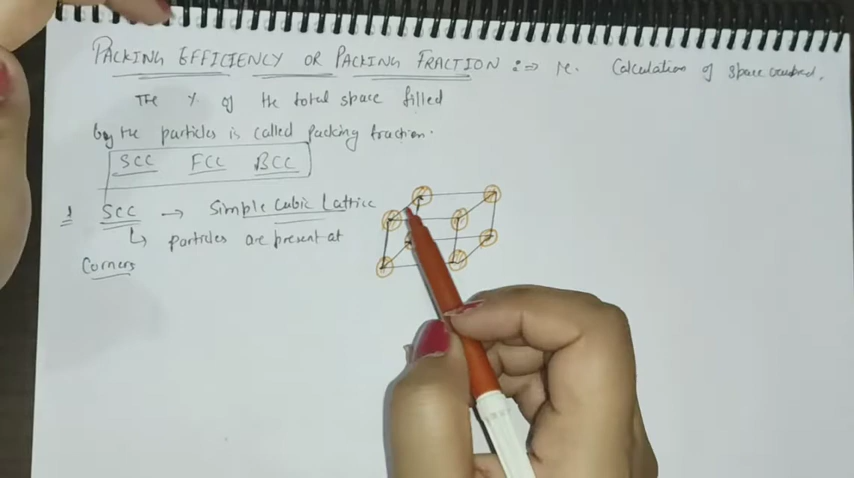 PACKING EFFICIENCY OR PACKING FRACTION :⇒ ie. Calculation of space occupied.
The % of the total space filled
by the particles is called packing fraction.
SCC FCC BCC
1 SCC → Simple Cubic Lattice
↳ particles are present at
Corners